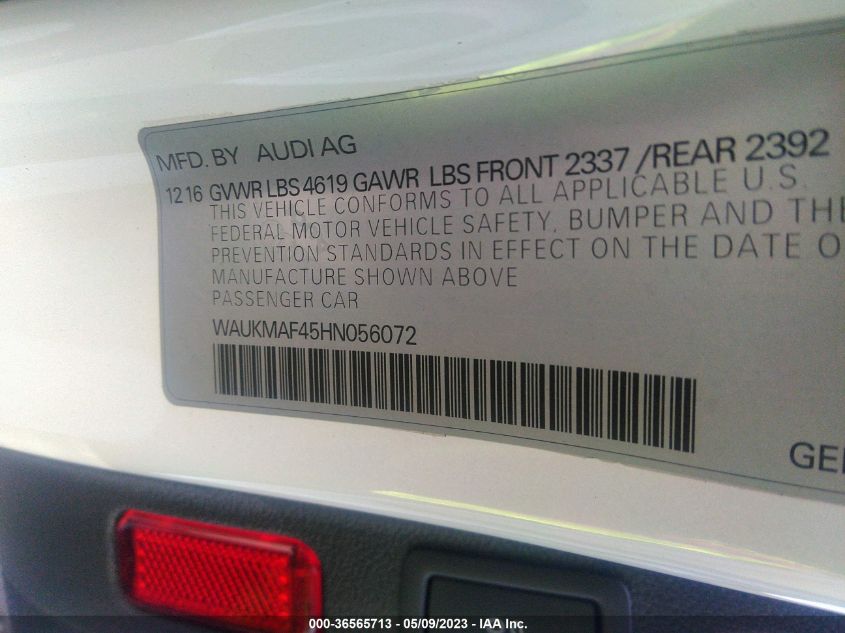 MFD. BY AUDI AG
12 16 GVWR LBS 4619 GAWR LBS FRONT 2337 /REAR 2392
THIS VEHICLE CONFORMS TO ALL APPLICABLE U.S.
FEDERAL MOTOR VEHICLE SAFETY, BUMPER AND THE
PREVENTION STANDARDS IN EFFECT ON THE DATE O
MANUFACTURE SHOWN ABOVE
PASSENGER CAR
WAUKMAF45HN056072
GE
000-36565713 - 05/09/2023 - IAA Inc.